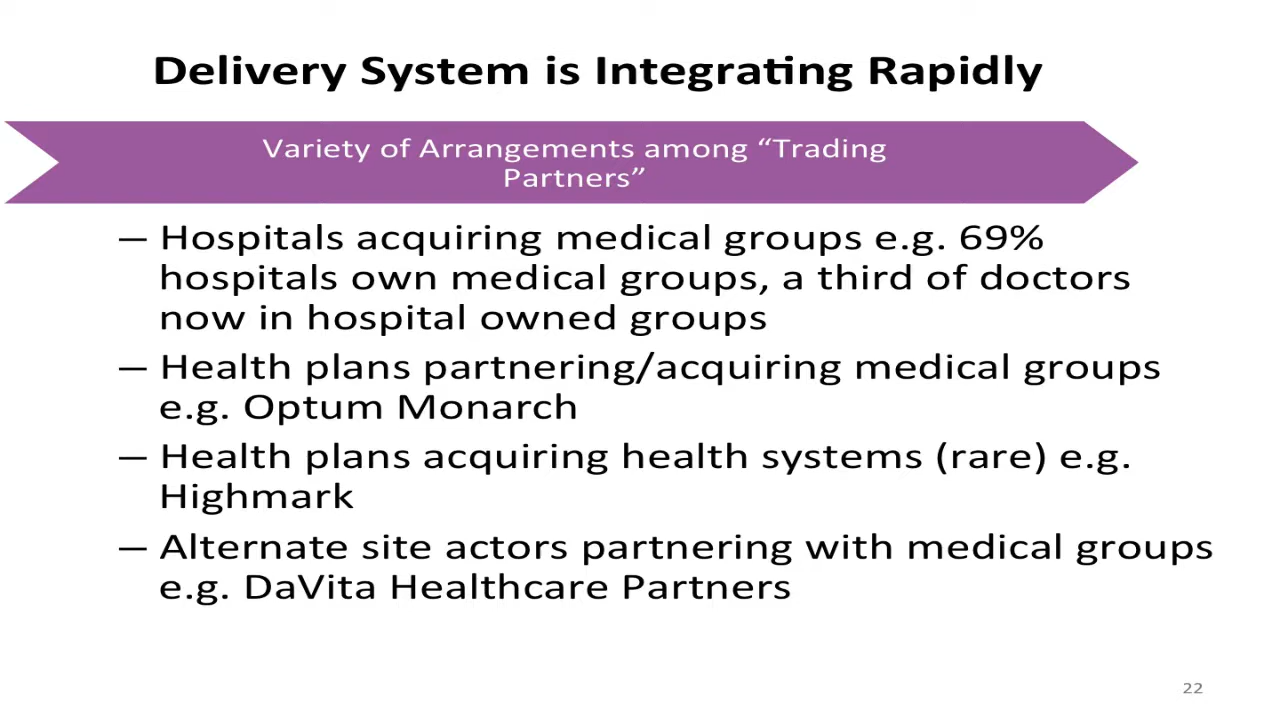 Delivery System is Integrating Rapidly
Variety of Arrangements among “Trading
Partners”
– Hospitals acquiring medical groups e.g. 69%
hospitals own medical groups, a third of doctors
now in hospital owned groups
– Health plans partnering/acquiring medical groups
e.g. Optum Monarch
– Health plans acquiring health systems (rare) e.g.
Highmark
– Alternate site actors partnering with medical groups
e.g. DaVita Healthcare Partners
22